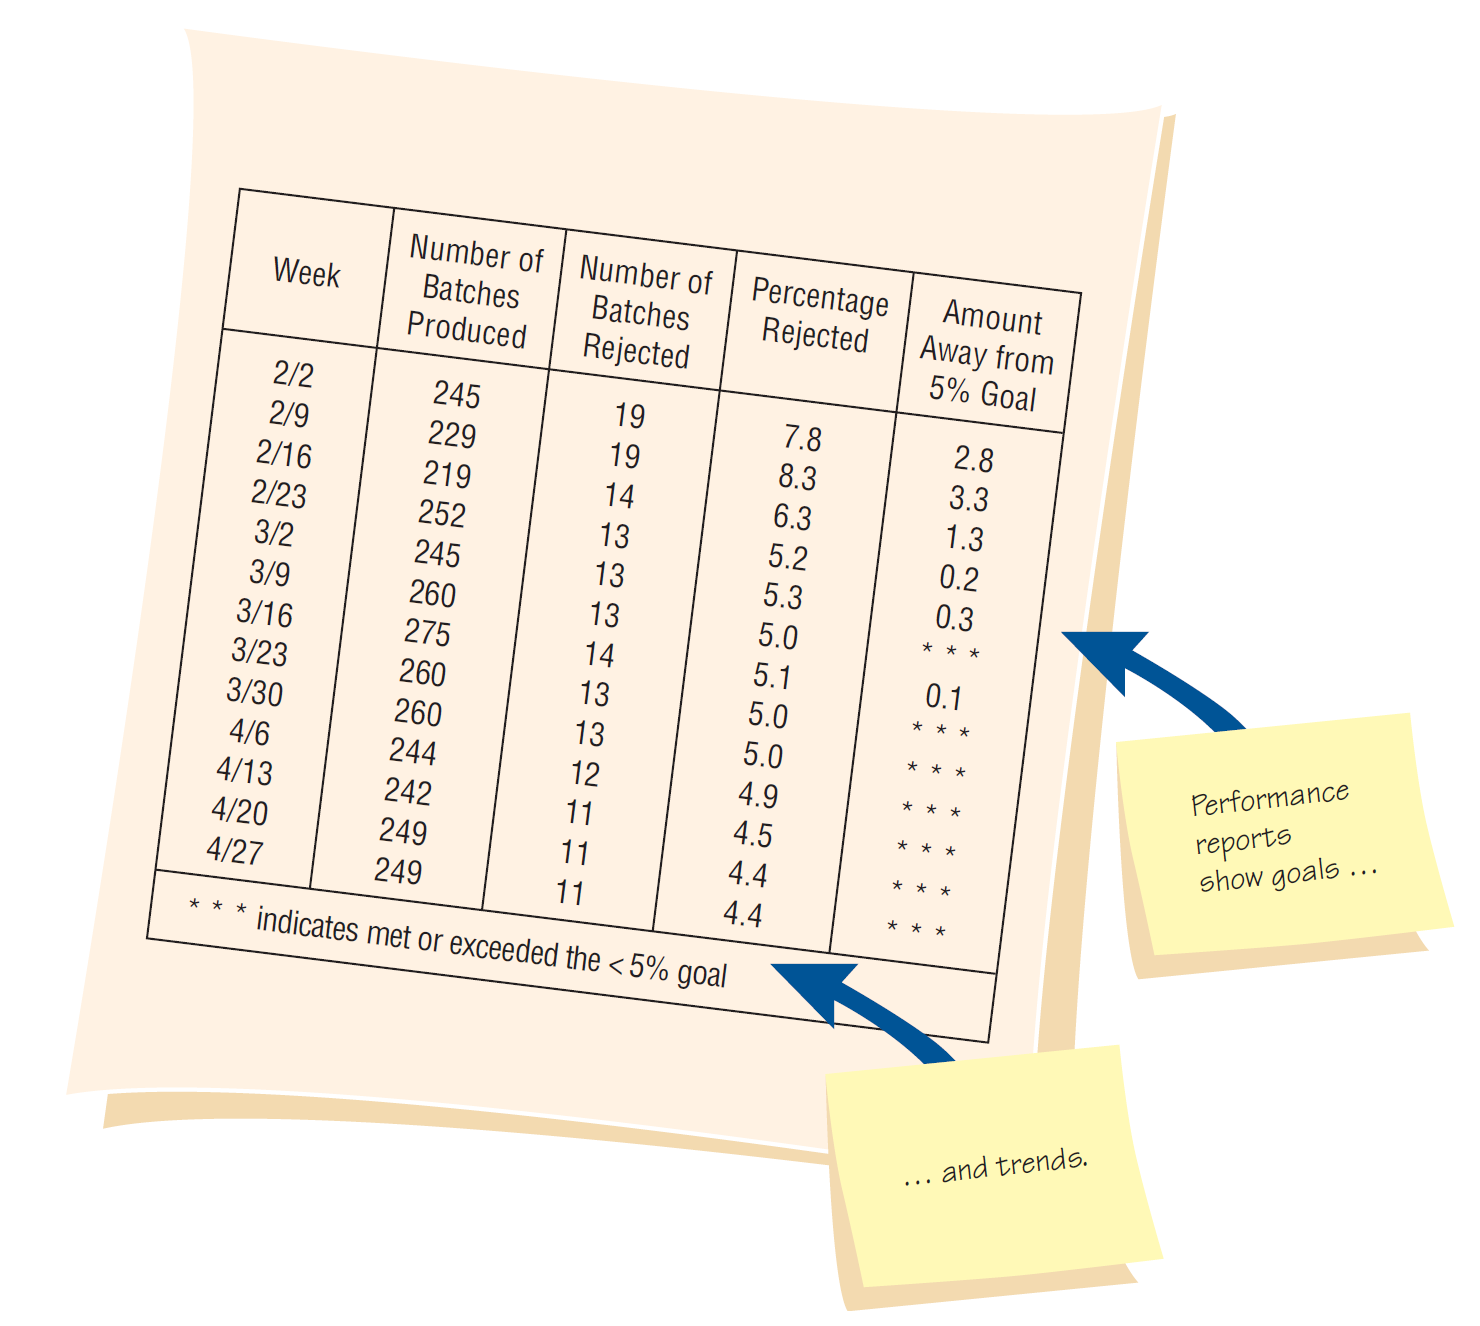 Week
Number of
Batches
Produced
Number of
Batches
Rejected
Percentage
Rejected
Amount
Away from
5% Goal
2/2 245 19 7.8 2.8
2/9 229 19 8.3 3.3
2/16 219 14 6.3 1.3
2/23 252 13 5.2 0.2
3/2 245 13 5.3 0.3
3/9 260 13 5.0 * * *
3/16 275 14 5.1 0.1
3/23 260 13 5.0 * * *
3/30 260 13 5.0 * * *
4/6 244 12 4.9 * * *
4/13 242 11 4.5 * * *
4/20 249 11 4.4 * * *
4/27 249 11 4.4 * * *
* * * indicates met or exceeded the < 5% goal
Performance
reports
show goals ...
... and trends.